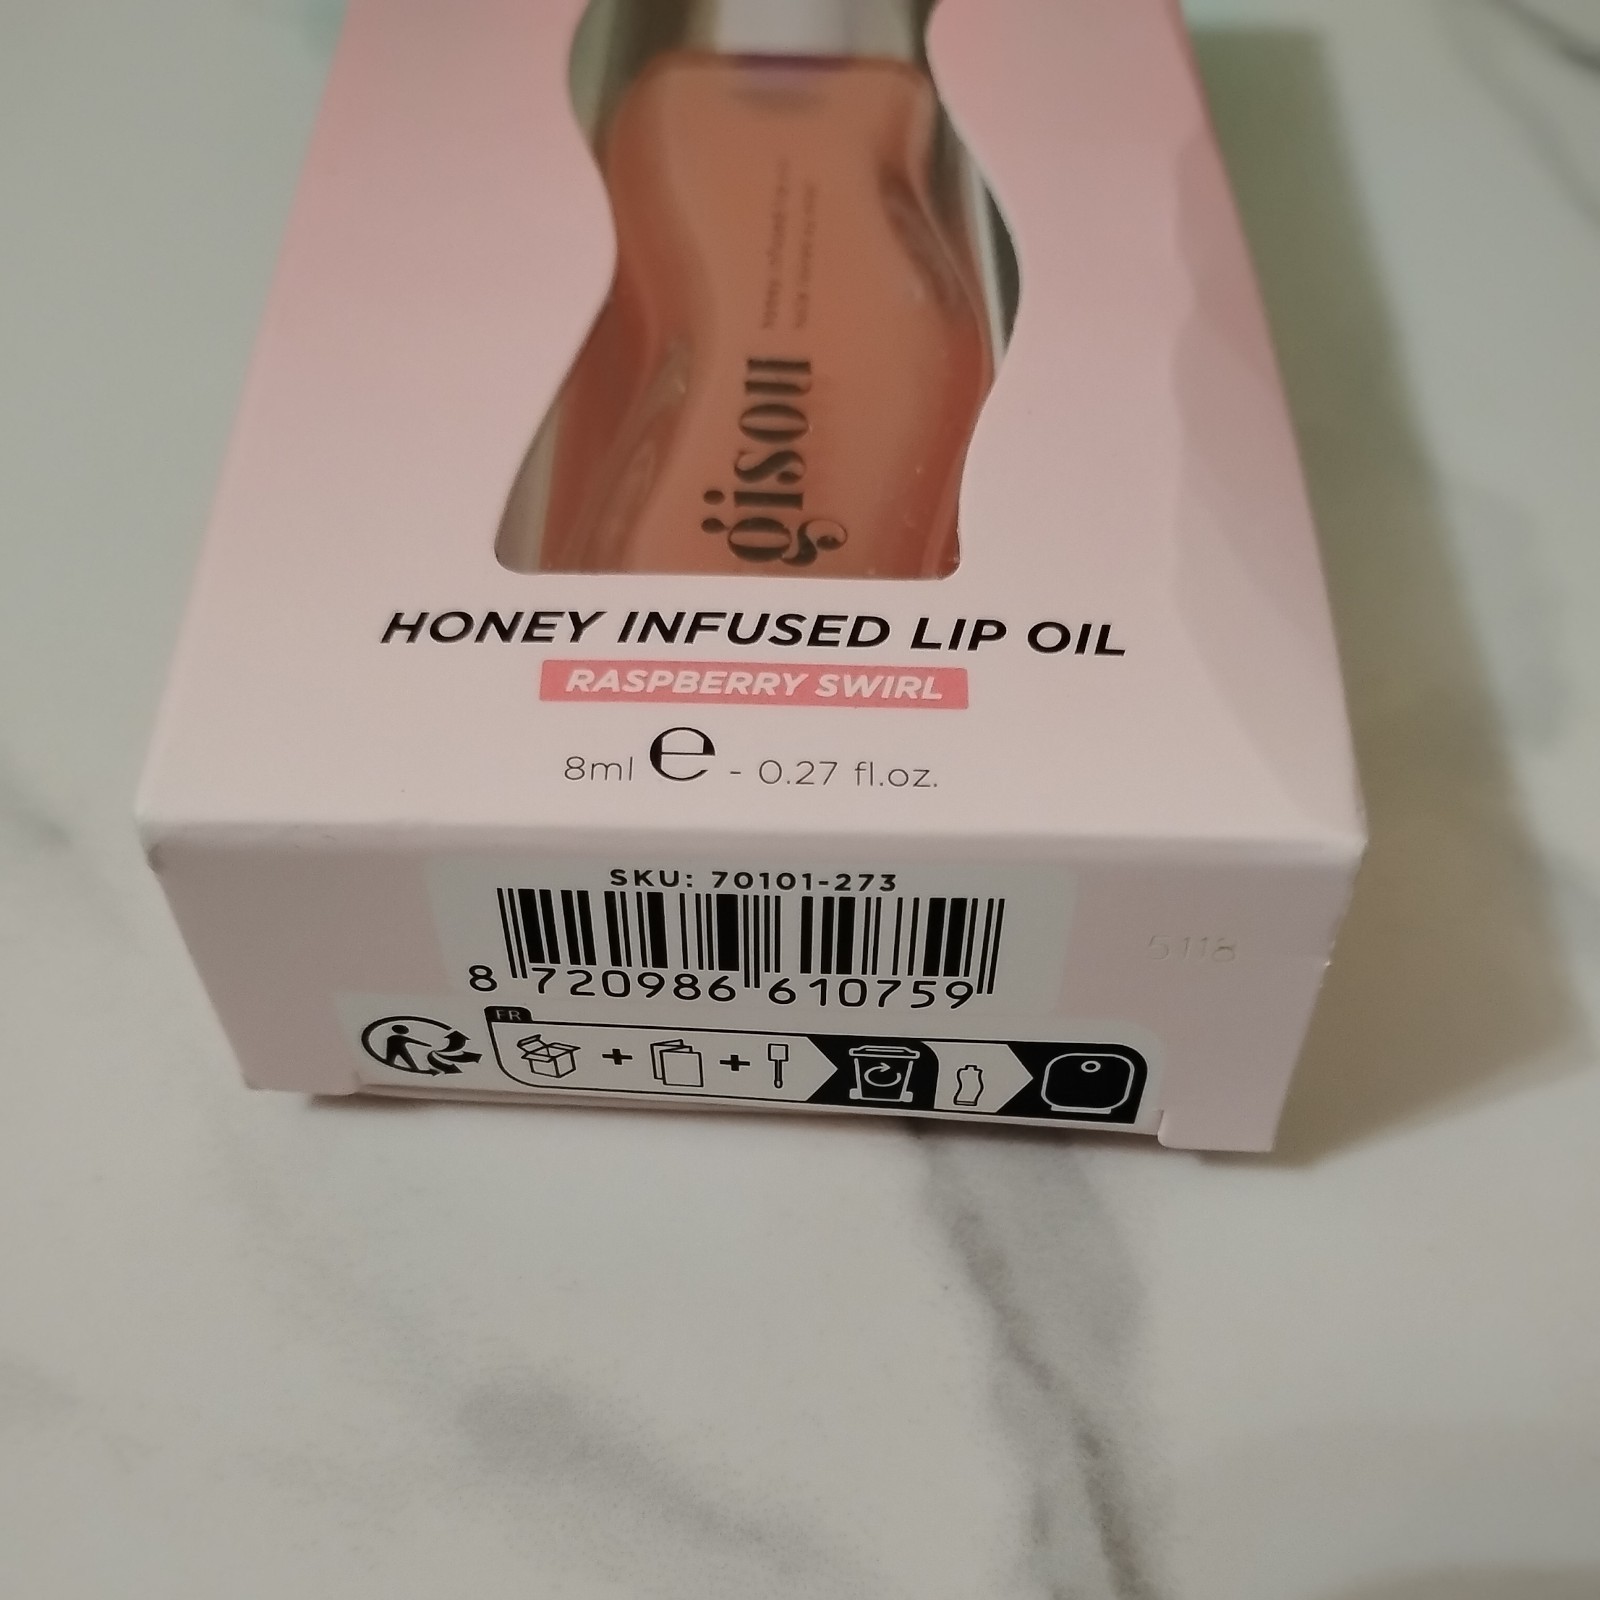 gisou
HONEY INFUSED LIP OIL
RASPBERRY SWIRL
8ml ℮ - 0.27 fl.oz.
SKU: 70101-273
8 720986 610759
5118
FR